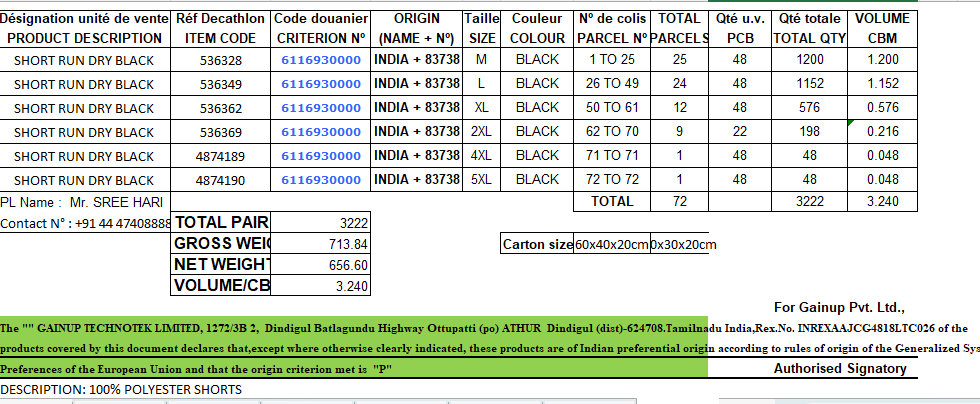 Désignation unité de vente Réf Decathlon Code douanier ORIGIN Taille Couleur N° de colis TOTAL Qté u.v. Qté totale VOLUME
PRODUCT DESCRIPTION ITEM CODE CRITERION Nº (NAME + Nº) SIZE COLOUR PARCEL Nº PARCELS PCB TOTAL QTY CBM
SHORT RUN DRY BLACK 536328 6116930000 INDIA + 83738 M BLACK 1 TO 25 25 48 1200 1.200
SHORT RUN DRY BLACK 536349 6116930000 INDIA + 83738 L BLACK 26 TO 49 24 48 1152 1.152
SHORT RUN DRY BLACK 536362 6116930000 INDIA + 83738 XL BLACK 50 TO 61 12 48 576 0.576
SHORT RUN DRY BLACK 536369 6116930000 INDIA + 83738 2XL BLACK 62 TO 70 9 22 198 0.216
SHORT RUN DRY BLACK 4874189 6116930000 INDIA + 83738 4XL BLACK 71 TO 71 1 48 48 0.048
SHORT RUN DRY BLACK 4874190 6116930000 INDIA + 83738 5XL BLACK 72 TO 72 1 48 48 0.048
PL Name : Mr. SREE HARI TOTAL 72 3222 3.240
Contact N° : +91 44 47408888 TOTAL PAIR 3222
GROSS WEI 713.84 Carton size 60x40x20cm 0x30x20cm
NET WEIGHT 656.60
VOLUME/CB 3.240
For Gainup Pvt. Ltd.,
The "" GAINUP TECHNOTEK LIMITED, 1272/3B 2, Dindigul Batlagundu Highway Ottupatti (po) ATHUR Dindigul (dist)-624708.Tamilnadu India,Rex.No. INREXAAJCG4818LTC026 of the
products covered by this document declares that,except where otherwise clearly indicated, these products are of Indian preferential origin according to rules of origin of the Generalized Sys
Preferences of the European Union and that the origin criterion met is "P" Authorised Signatory
DESCRIPTION: 100% POLYESTER SHORTS